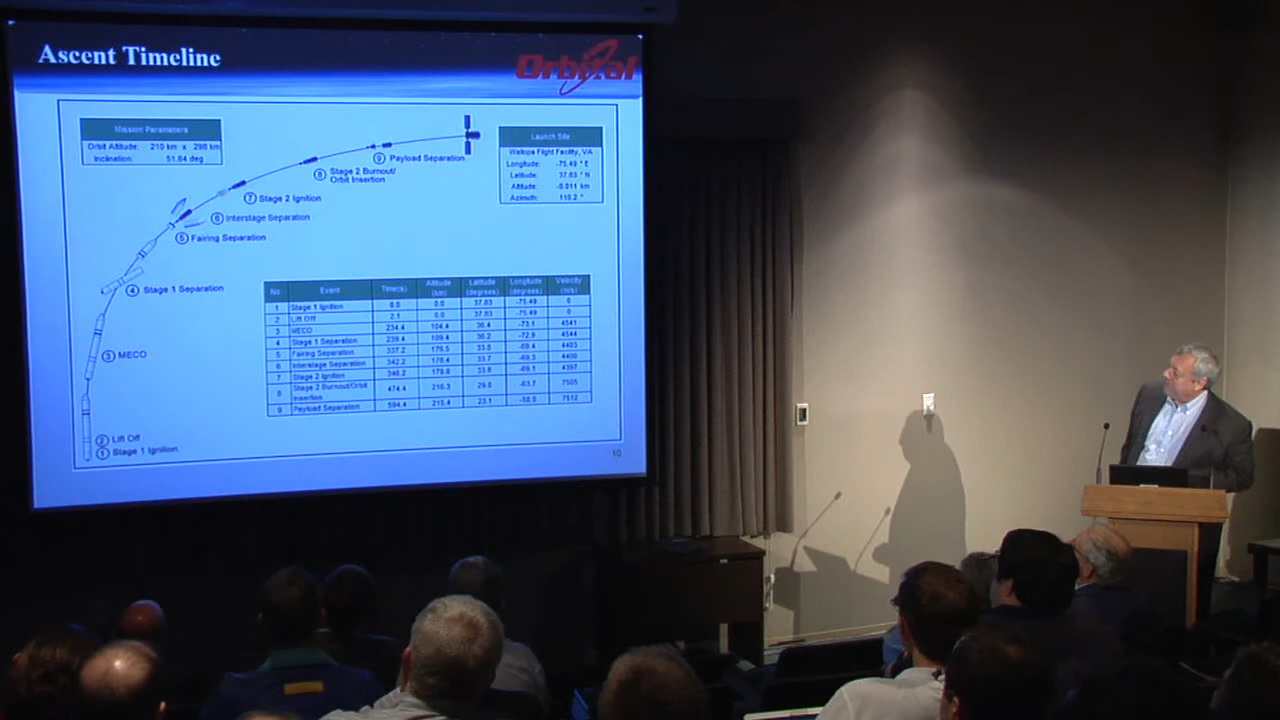 Ascent Timeline
Orbital
Mission Parameters
Orbit Altitude: 210 km x 298 km
Inclination: 51.64 deg
Launch Site
Wallops Flight Facility, VA
Longitude: -75.49 ° E
Latitude: 37.83 ° N
Altitude: -0.011 km
Azimuth: 110.2 °
9 Payload Separation
8 Stage 2 Burnout/
Orbit Insertion
7 Stage 2 Ignition
6 Interstage Separation
5 Fairing Separation
4 Stage 1 Separation
3 MECO
2 Lift Off
1 Stage 1 Ignition
No Event Time(s) Altitude (km) Latitude (degrees) Longitude (degrees) Velocity (m/s)
1 Stage 1 Ignition 0.0 0.0 37.83 -75.49 0
2 Lift Off 2.1 0.0 37.83 -75.49 0
3 MECO 234.4 104.4 36.4 -73.1 4541
4 Stage 1 Separation 239.4 109.4 36.2 -72.9 4544
5 Fairing Separation 337.2 176.5 33.8 -69.4 4403
6 Interstage Separation 342.2 178.4 33.7 -69.3 4400
7 Stage 2 Ignition 346.2 179.8 33.6 -69.1 4397
8 Stage 2 Burnout/Orbit Insertion 474.4 216.3 29.0 -63.7 7505
9 Payload Separation 594.4 215.4 23.1 -58.0 7512
10